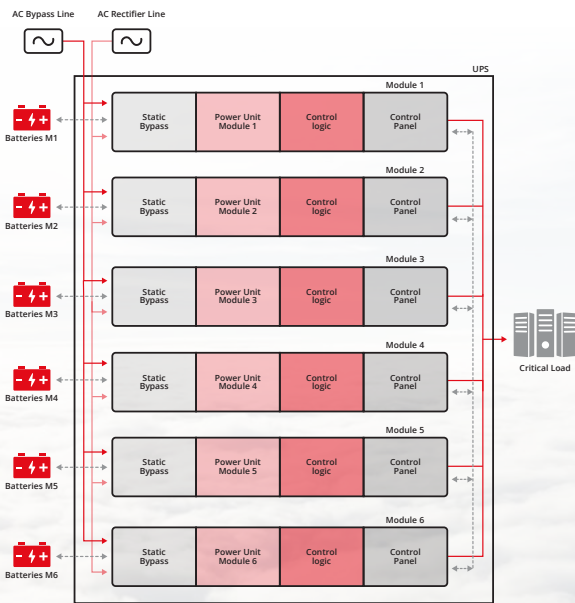 AC Bypass Line
AC Rectifier Line
UPS
Module 1
Static
Bypass
Power Unit
Module 1
Control
logic
Control
Panel
Batteries M1
Module 2
Static
Bypass
Power Unit
Module 2
Control
logic
Control
Panel
Batteries M2
Module 3
Static
Bypass
Power Unit
Module 3
Control
logic
Control
Panel
Batteries M3
Module 4
Static
Bypass
Power Unit
Module 4
Control
logic
Control
Panel
Batteries M4
Critical Load
Module 5
Static
Bypass
Power Unit
Module 5
Control
logic
Control
Panel
Batteries M5
Module 6
Static
Bypass
Power Unit
Module 6
Control
logic
Control
Panel
Batteries M6